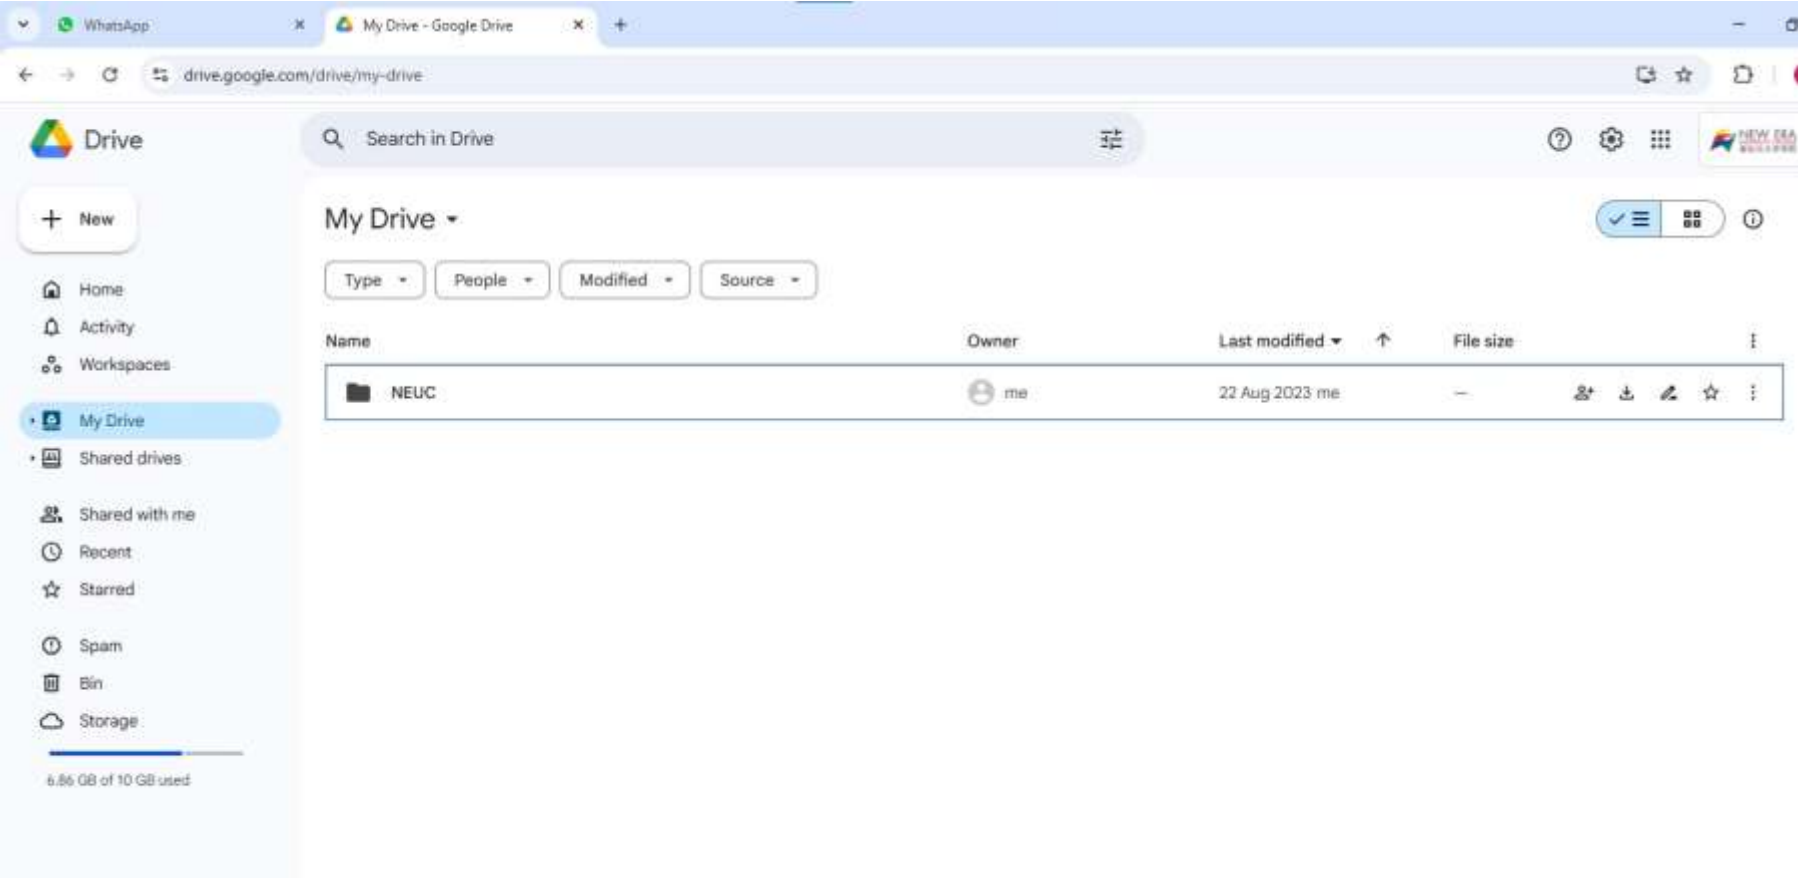 WhatsApp
My Drive - Google Drive
drive.google.com/drive/my-drive
Drive
Search in Drive
NEW ERA
New
My Drive
Home
Type
People
Modified
Source
Activity
Workspaces
Name
Owner
Last modified
File size
NEUC
me
22 Aug 2023 me
—
My Drive
Shared drives
Shared with me
Recent
Starred
Spam
Bin
Storage
6.86 GB of 10 GB used